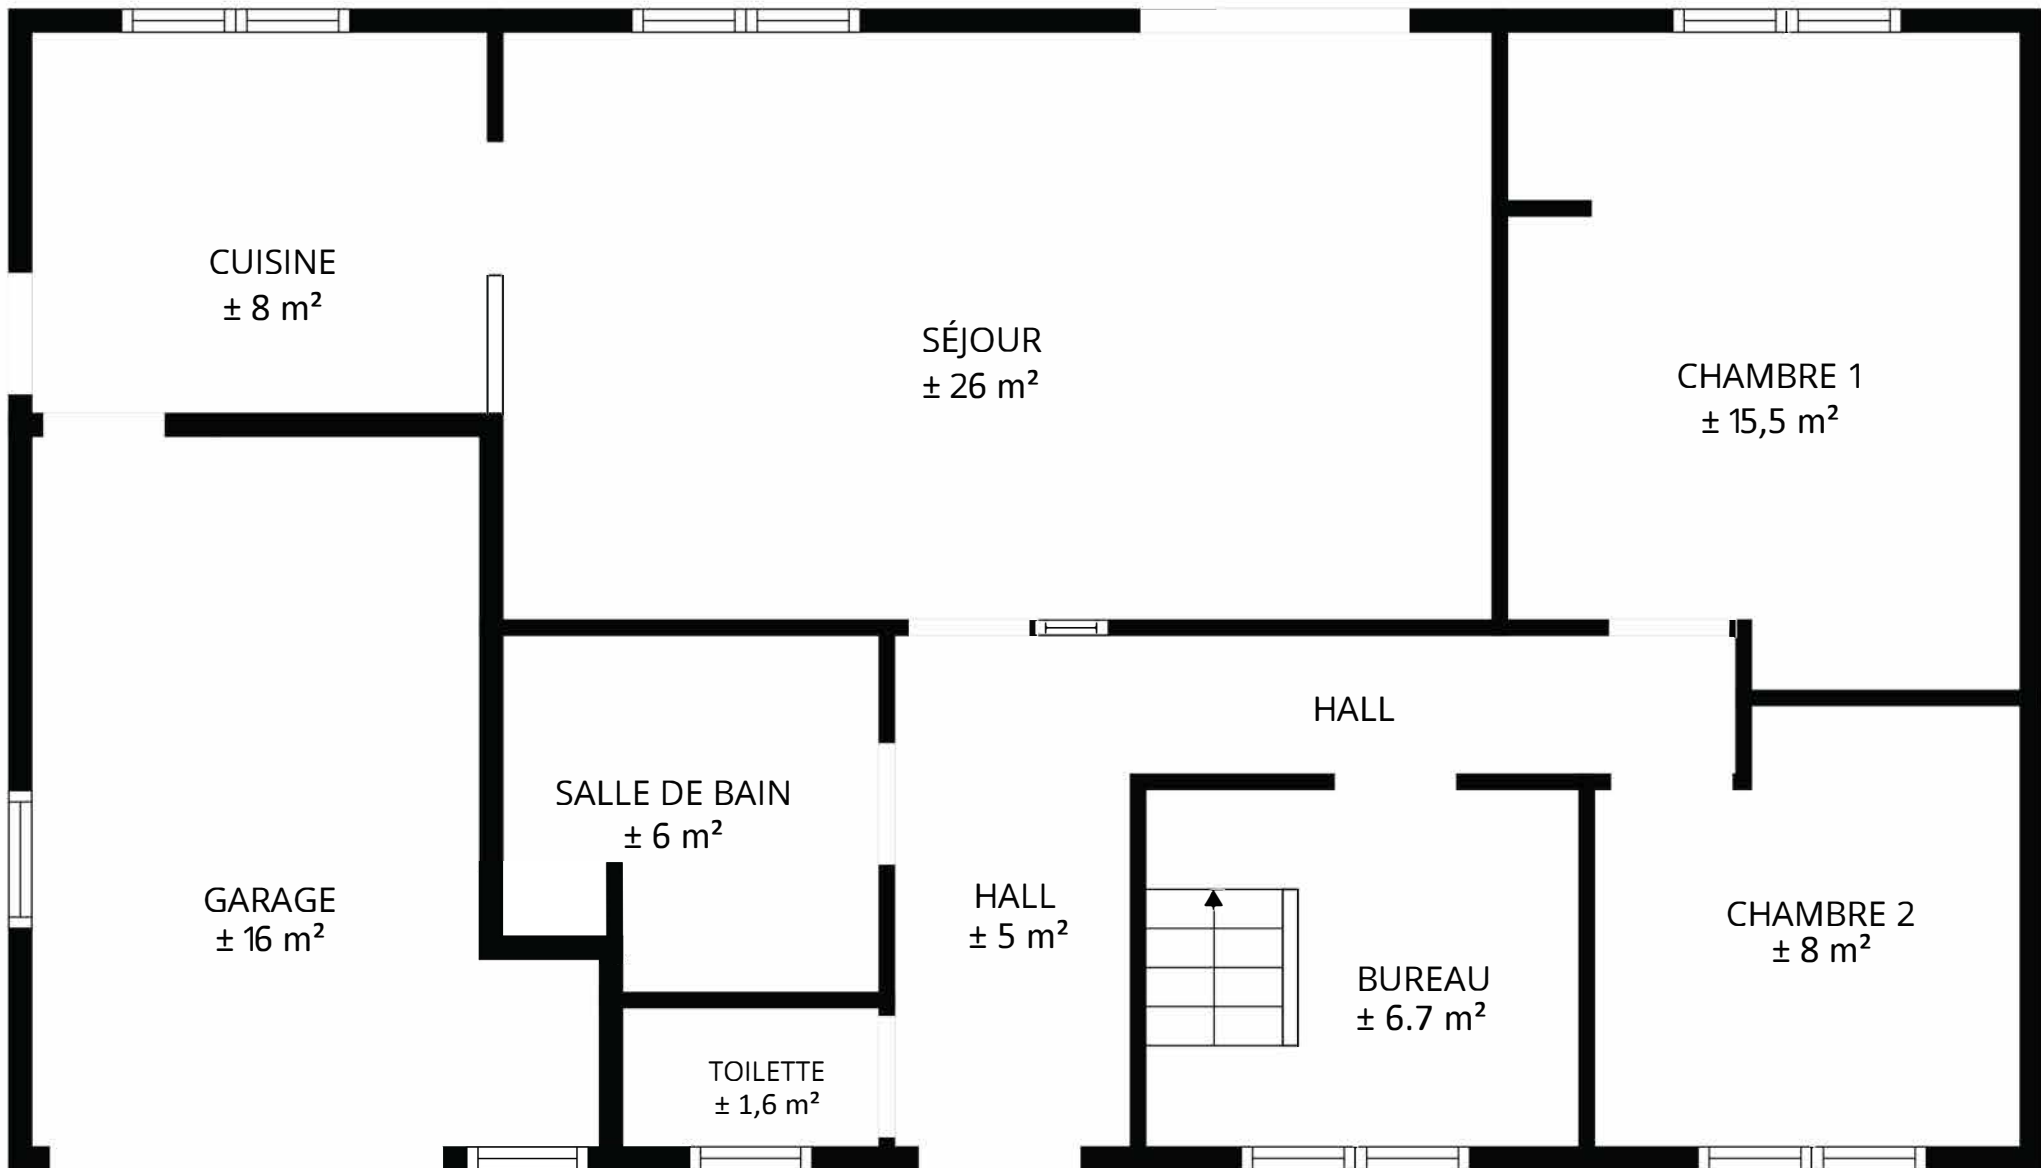 CUISINE
± 8 m²
SÉJOUR
± 26 m²
CHAMBRE 1
± 15,5 m²
HALL
SALLE DE BAIN
± 6 m²
GARAGE
± 16 m²
HALL
± 5 m²
CHAMBRE 2
± 8 m²
BUREAU
± 6.7 m²
TOILETTE
± 1,6 m²